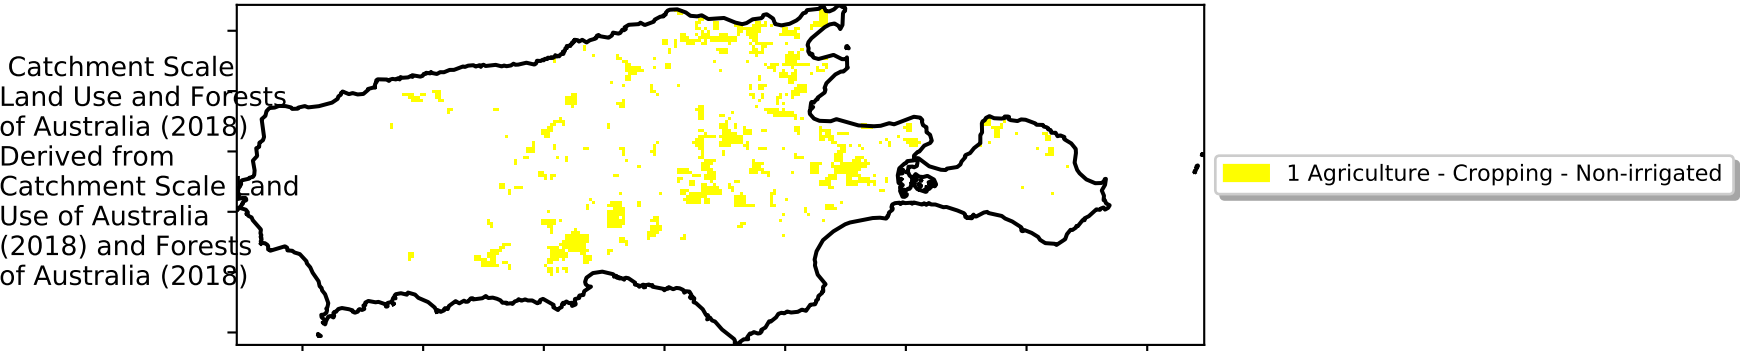 Catchment Scale
Land Use and Forests
of Australia (2018)
Derived from
Catchment Scale Land
Use of Australia
(2018) and Forests
of Australia (2018)
1 Agriculture - Cropping - Non-irrigated